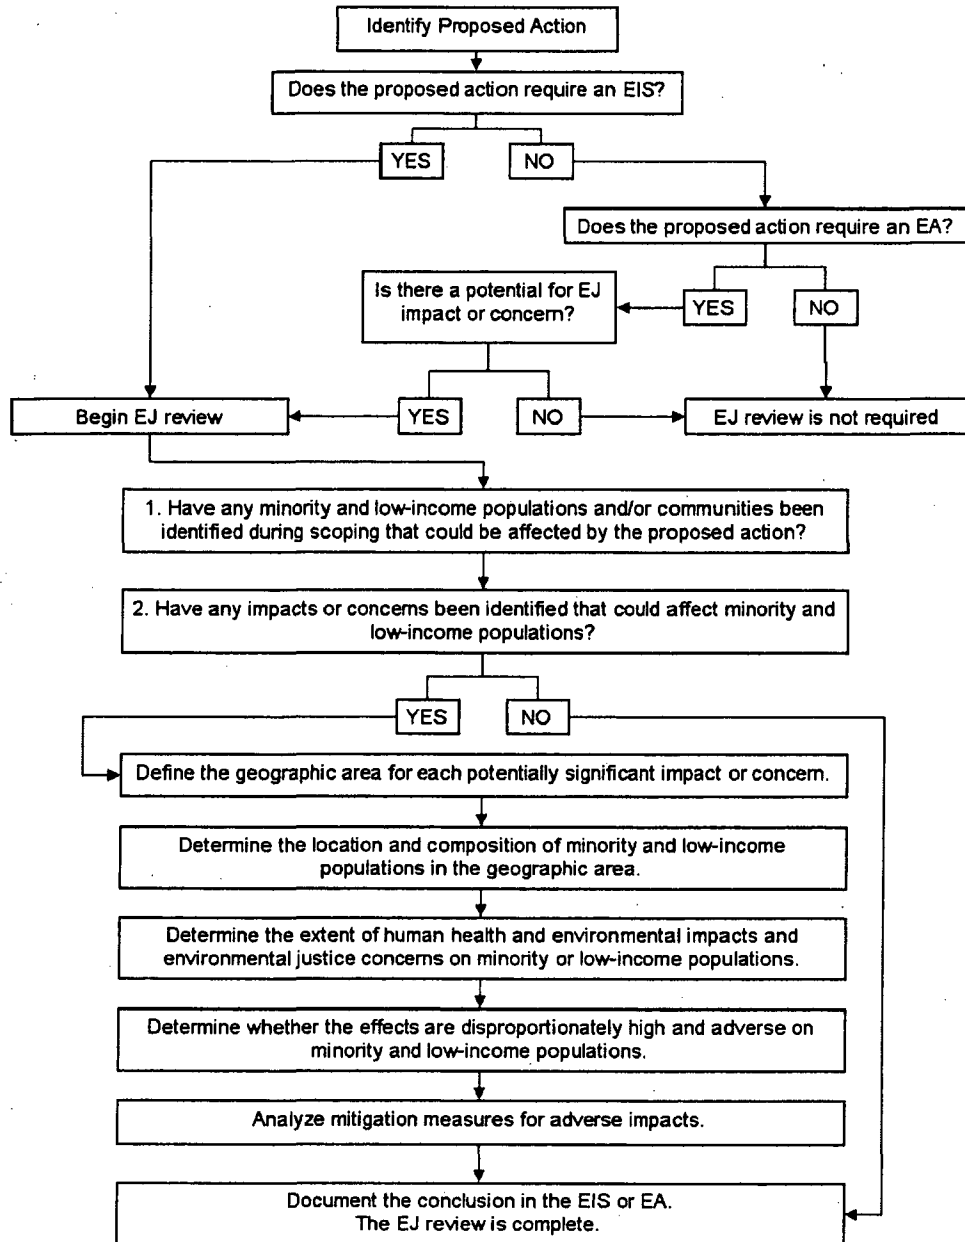 Identify Proposed Action
Does the proposed action require an EIS?
YES
NO
Does the proposed action require an EA?
Is there a potential for EJ
impact or concern?
YES
NO
Begin EJ review
YES
NO
EJ review is not required
1. Have any minority and low-income populations and/or communities been
identified during scoping that could be affected by the proposed action?
2. Have any impacts or concerns been identified that could affect minority and
low-income populations?
YES
NO
Define the geographic area for each potentially significant impact or concern.
Determine the location and composition of minority and low-income
populations in the geographic area.
Determine the extent of human health and environmental impacts and
environmental justice concerns on minority or low-income populations.
Determine whether the effects are disproportionately high and adverse on
minority and low-income populations.
Analyze mitigation measures for adverse impacts.
Document the conclusion in the EIS or EA.
The EJ review is complete.